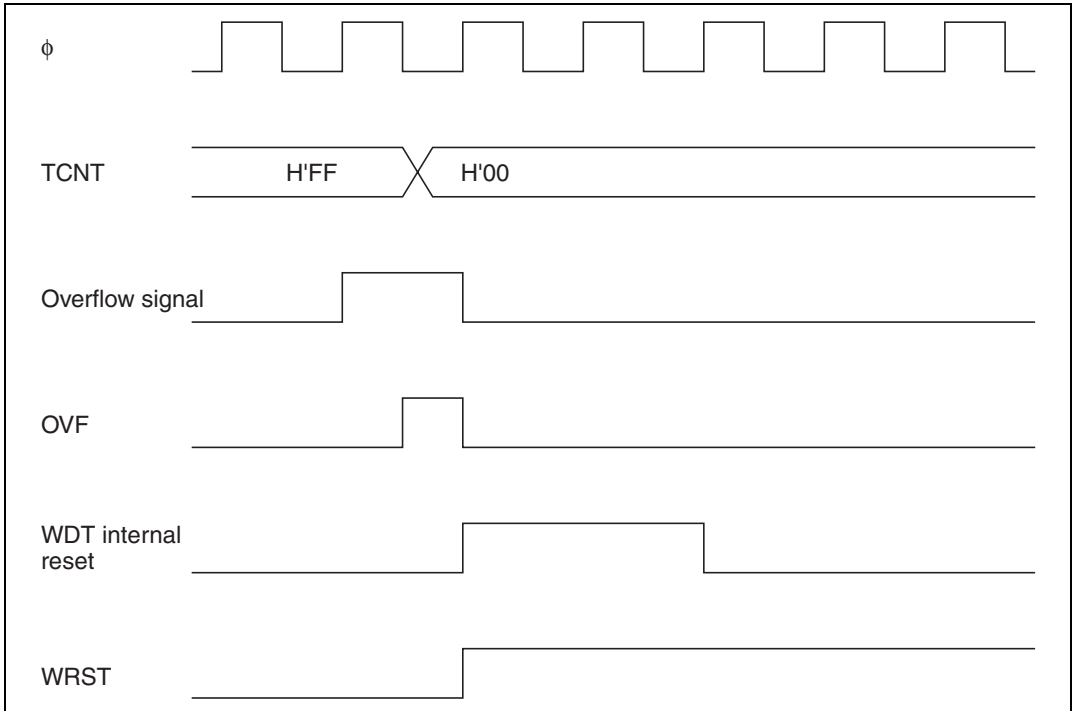 ϕ
TCNT
H'FF
H'00
Overflow signal
OVF
WDT internal
reset
WRST